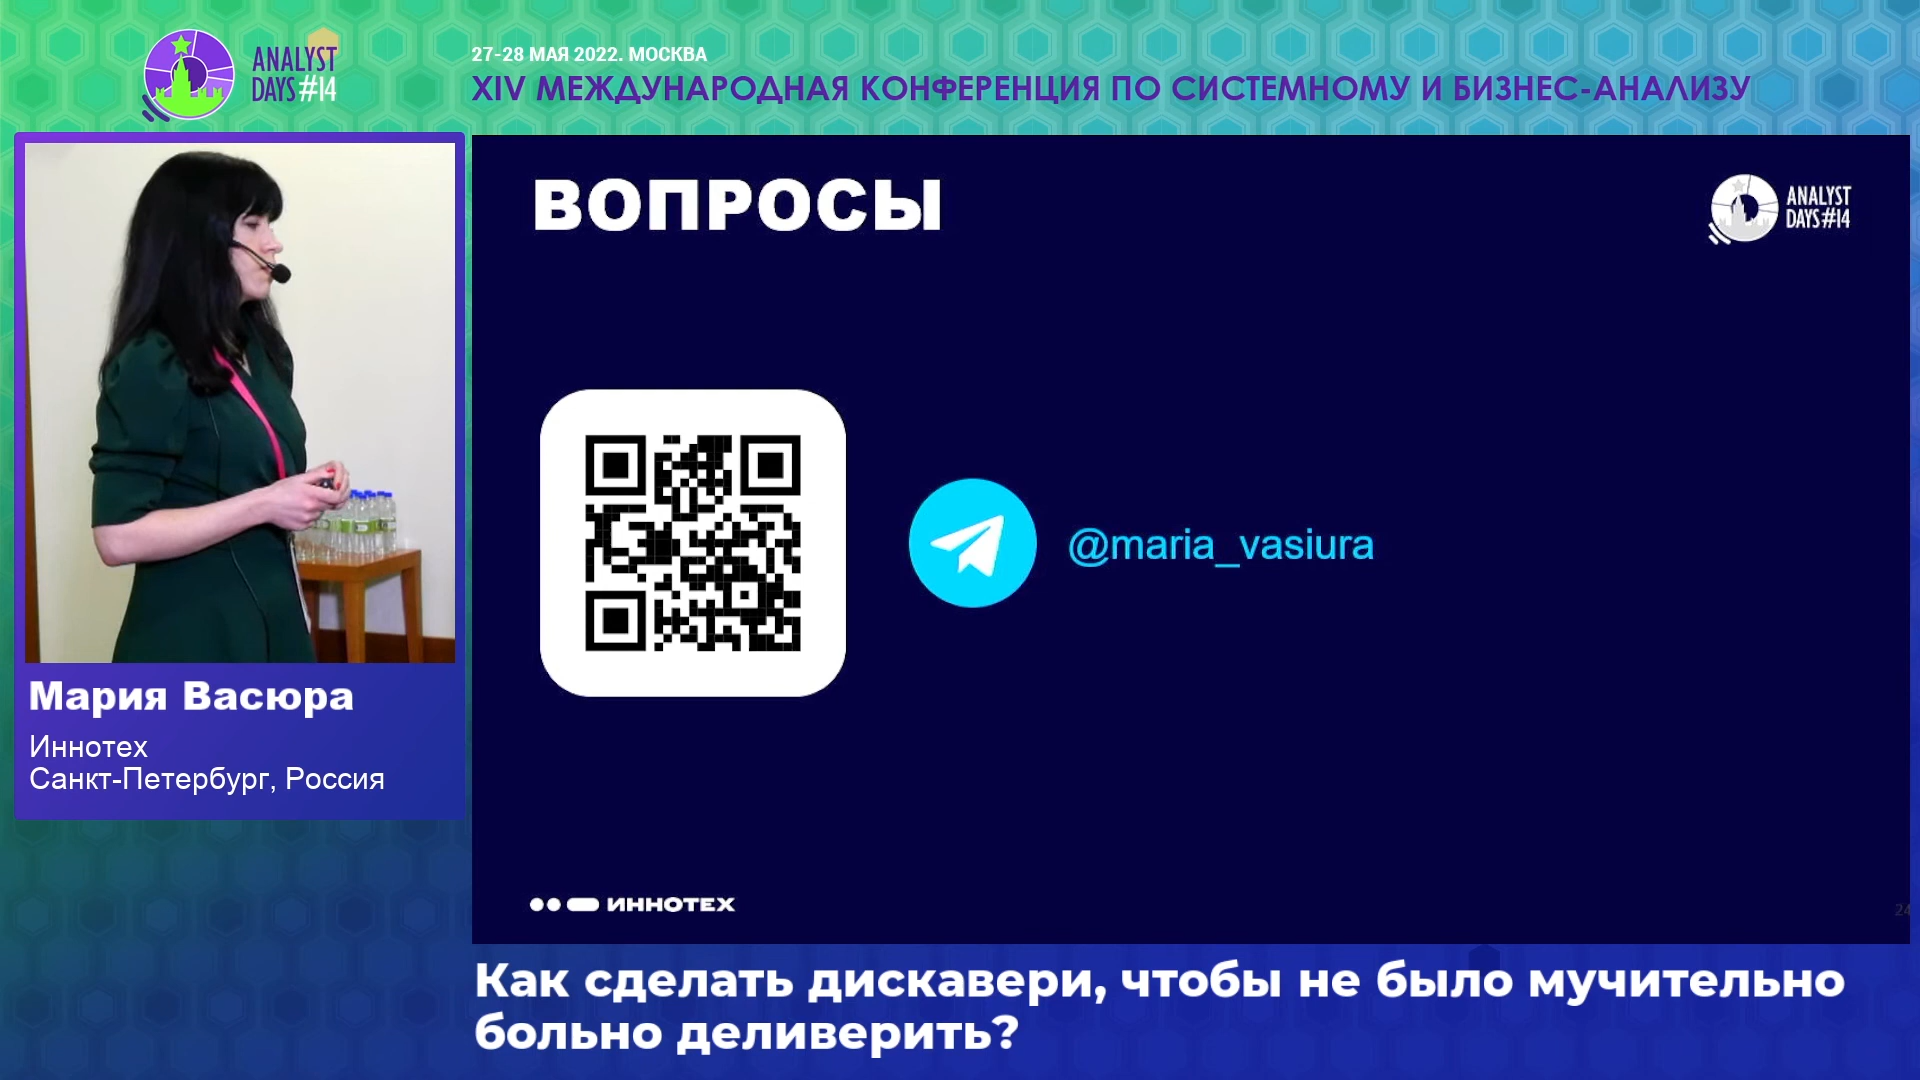 ANALYST
DAYS#14
27-28 МАЯ 2022. МОСКВА
XIV МЕЖДУНАРОДНАЯ КОНФЕРЕНЦИЯ ПО СИСТЕМНОМУ И БИЗНЕС-АНАЛИЗУ
ВОПРОСЫ
ANALYST
DAYS#14
@maria_vasiura
Мария Васюра
Иннотех
Санкт-Петербург, Россия
ИННОТЕХ
24
Как сделать дискавери, чтобы не было мучительно
больно деливерить?